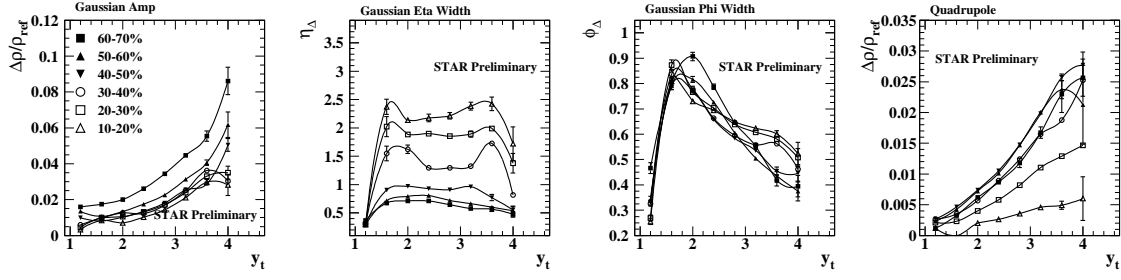 Gaussian Amp
Δρ/ρref
0.12
0.1
0.08
0.06
0.04
0.02
0
60-70%
50-60%
40-50%
30-40%
20-30%
10-20%
STAR Preliminary
1 2 3 4
yt
Gaussian Eta Width
ηΔ
3.5
3
2.5
2
1.5
1
0.5
STAR Preliminary
1 2 3 4
yt
Gaussian Phi Width
ϕΔ
1
0.9
0.8
0.7
0.6
0.5
0.4
0.3
0.2
STAR Preliminary
1 2 3 4
yt
Quadrupole
Δρ/ρref
0.035
0.03
0.025
0.02
0.015
0.01
0.005
0
STAR Preliminary
1 2 3 4
yt